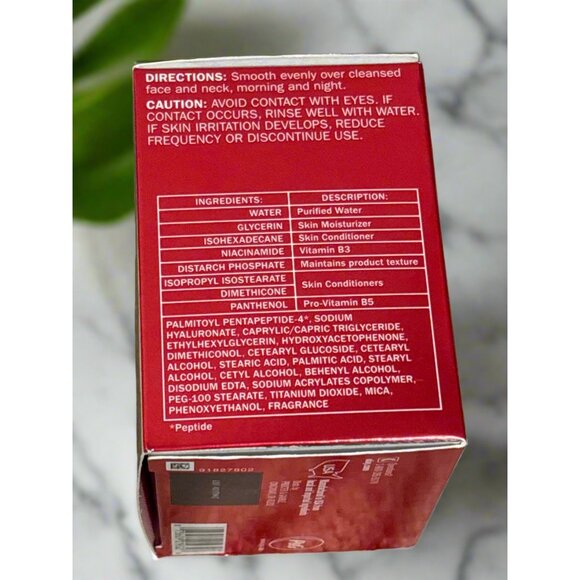 DIRECTIONS: Smooth evenly over cleansed
face and neck, morning and night.
CAUTION: AVOID CONTACT WITH EYES. IF
CONTACT OCCURS, RINSE WELL WITH WATER.
IF SKIN IRRITATION DEVELOPS, REDUCE
FREQUENCY OR DISCONTINUE USE.
INGREDIENTS: DESCRIPTION:
WATER Purified Water
GLYCERIN Skin Moisturizer
ISOHEXADECANE Skin Conditioner
NIACINAMIDE Vitamin B3
DISTARCH PHOSPHATE Maintains product texture
ISOPROPYL ISOSTEARATE
DIMETHICONE Skin Conditioners
PANTHENOL Pro-Vitamin B5
PALMITOYL PENTAPEPTIDE-4*, SODIUM
HYALURONATE, CAPRYLIC/CAPRIC TRIGLYCERIDE,
ETHYLHEXYLGLYCERIN, HYDROXYACETOPHENONE,
DIMETHICONOL, CETEARYL GLUCOSIDE, CETEARYL
ALCOHOL, STEARIC ACID, PALMITIC ACID, STEARYL
ALCOHOL, CETYL ALCOHOL, BEHENYL ALCOHOL,
DISODIUM EDTA, SODIUM ACRYLATES COPOLYMER,
PEG-100 STEARATE, TITANIUM DIOXIDE, MICA,
PHENOXYETHANOL, FRAGRANCE
*Peptide
91827802
USA
P&G